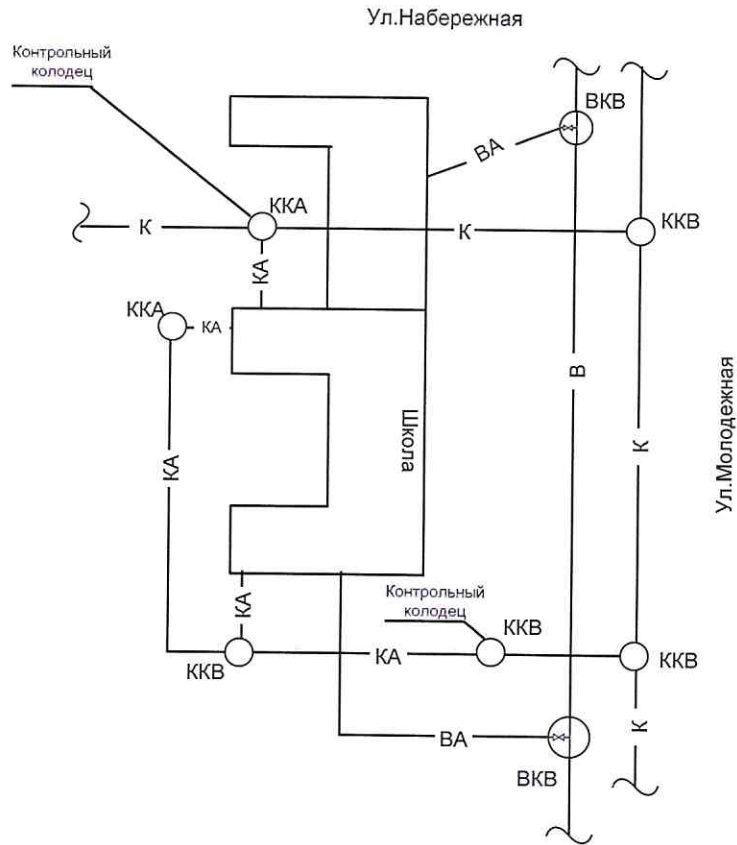 Ул.Набережная
Контрольный
колодец
ВКВ
ВА
ККА
К
К
ККВ
КА
ККА
КА
В
Школа
К
Ул.Молодежная
КА
КА
Контрольный
колодец
ККВ
ККВ
КА
ККВ
К
ВА
ВКВ